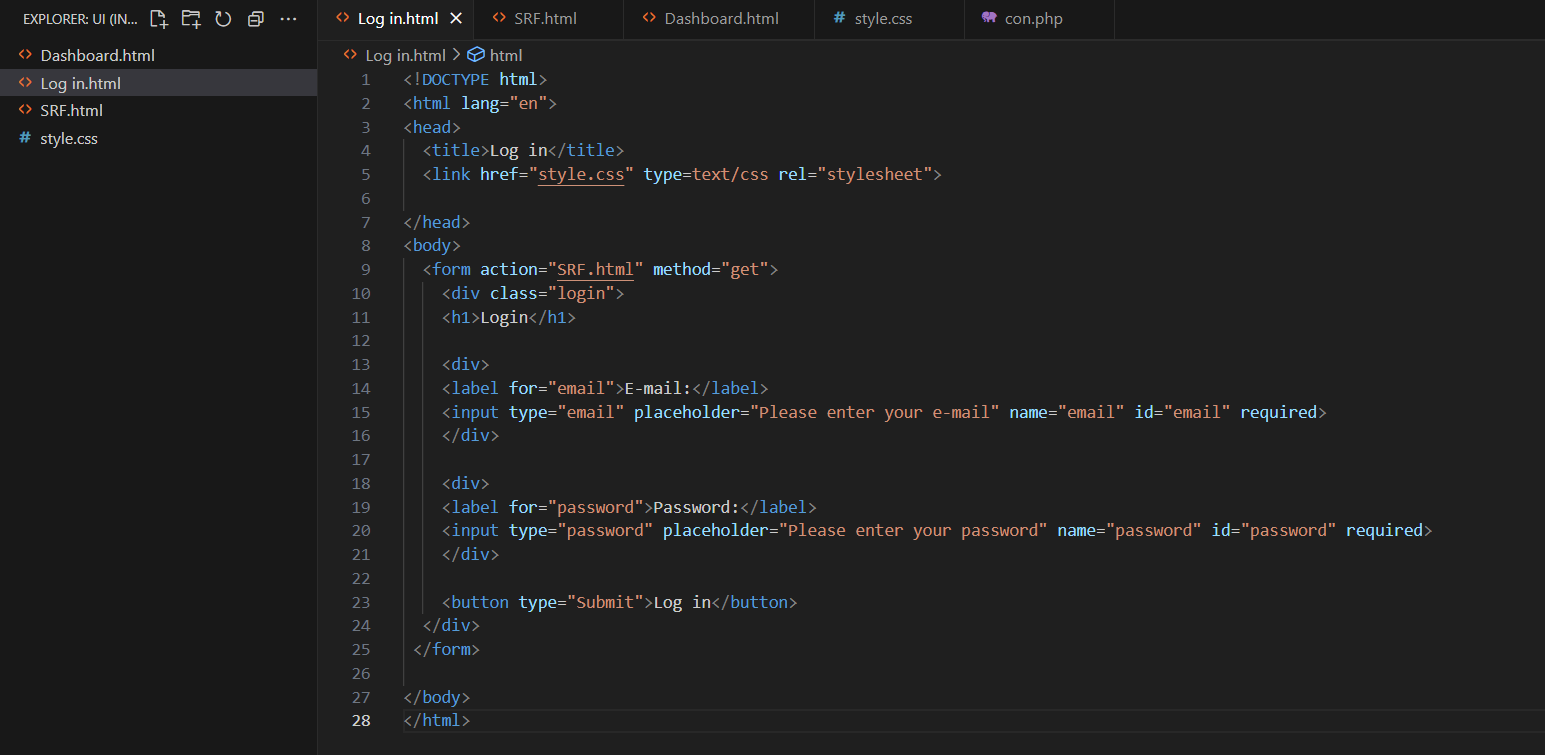 EXPLORER: UI (IN...
Dashboard.html
Log in.html
SRF.html
# style.css
Log in.html
SRF.html
Dashboard.html
# style.css
con.php
Log in.html > html
1 <!DOCTYPE html>
2 <html lang="en">
3 <head>
4 <title>Log in</title>
5 <link href="style.css" type=text/css rel="stylesheet">
6
7 </head>
8 <body>
9 <form action="SRF.html" method="get">
10 <div class="login">
11 <h1>Login</h1>
12
13 <div>
14 <label for="email">E-mail:</label>
15 <input type="email" placeholder="Please enter your e-mail" name="email" id="email" required>
16 </div>
17
18 <div>
19 <label for="password">Password:</label>
20 <input type="password" placeholder="Please enter your password" name="password" id="password" required>
21 </div>
22
23 <button type="Submit">Log in</button>
24 </div>
25 </form>
26
27 </body>
28 </html>